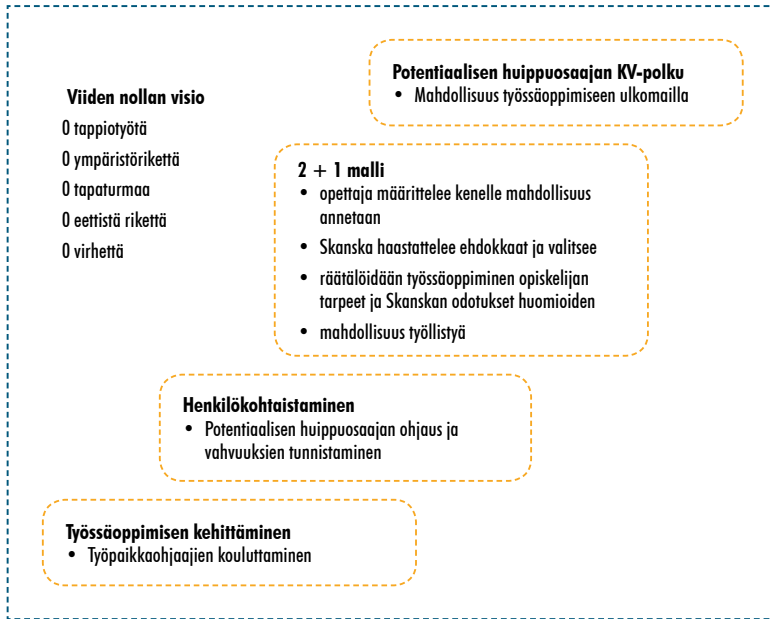 Potentiaalisen huippuosaajan KV-polku
• Mahdollisuus työssäoppimiseen ulkomailla
Viiden nollan visio
0 tappiotyötä
0 ympäristörikettä
0 tapaturmaa
0 eettistä rikettä
0 virhettä
2 + 1 malli
• opettaja määrittelee kenelle mahdollisuus
annetaan
• Skanska haastattelee ehdokkaat ja valitsee
• räätälöidään työssäoppiminen opiskelijan
tarpeet ja Skanskan odotukset huomioiden
• mahdollisuus työllistyä
Henkilökohtaistaminen
• Potentiaalisen huippuosaajan ohjaus ja
vahvuuksien tunnistaminen
Työssäoppimisen kehittäminen
• Työpaikkaohjaajien kouluttaminen